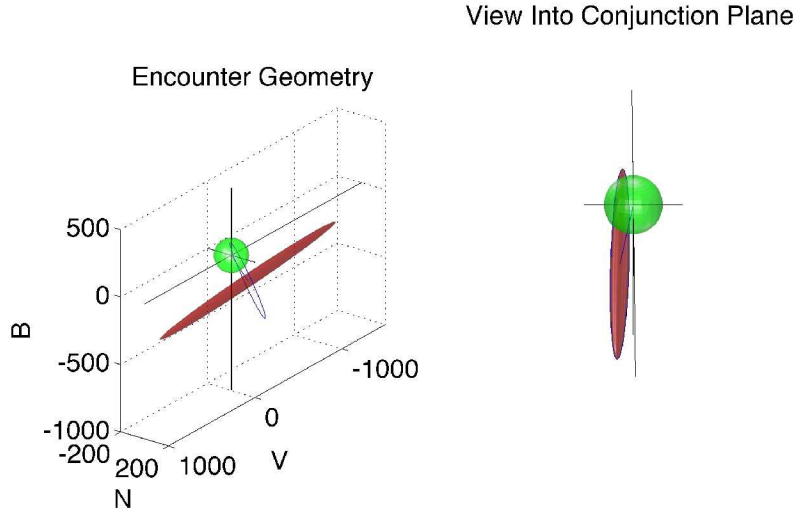 View Into Conjunction Plane
Encounter Geometry
500
0
-500
-1000
B
-200
200
N
1000
0
-1000
V